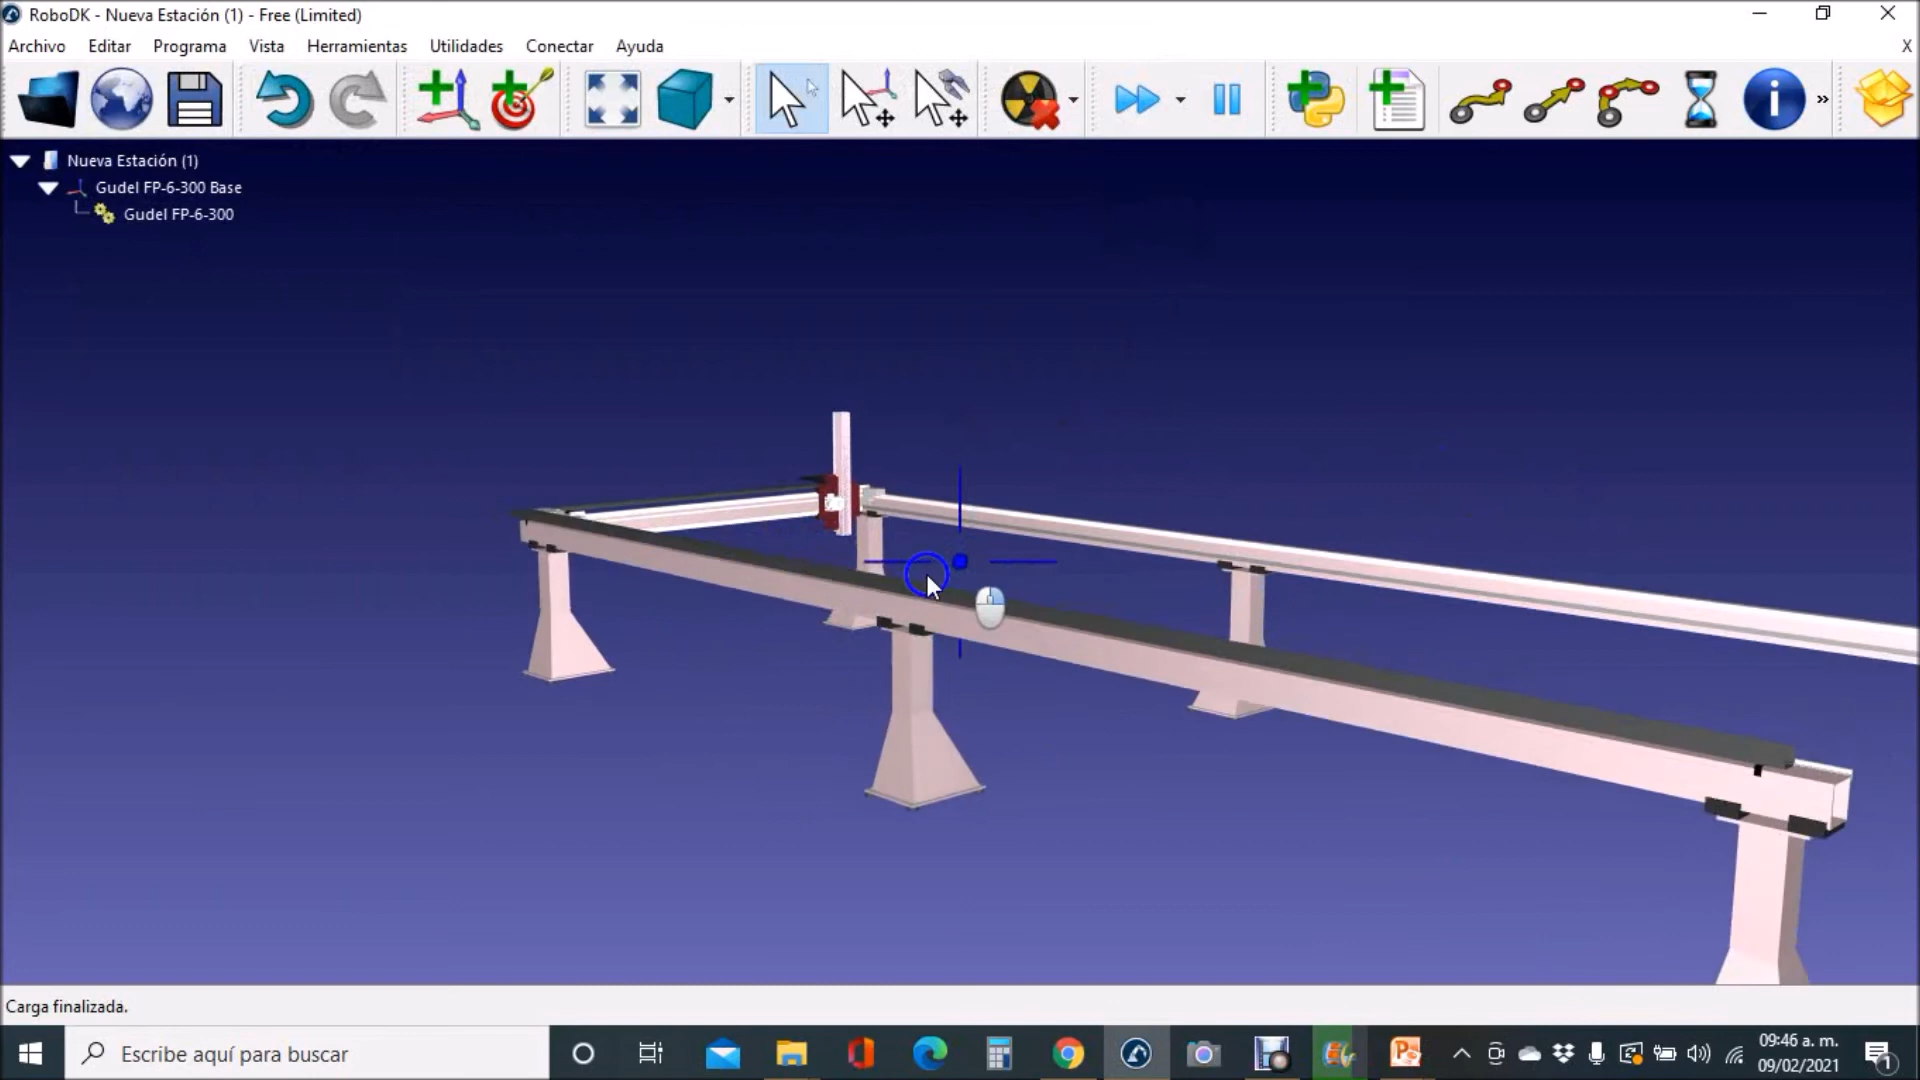 RoboDK - Nueva Estación (1) - Free (Limited)
Archivo Editar Programa Vista Herramientas Utilidades Conectar Ayuda X
Nueva Estación (1)
Gudel FP-6-300 Base
Gudel FP-6-300
Carga finalizada.
Escribe aquí para buscar
09:46 a. m.
09/02/2021
1